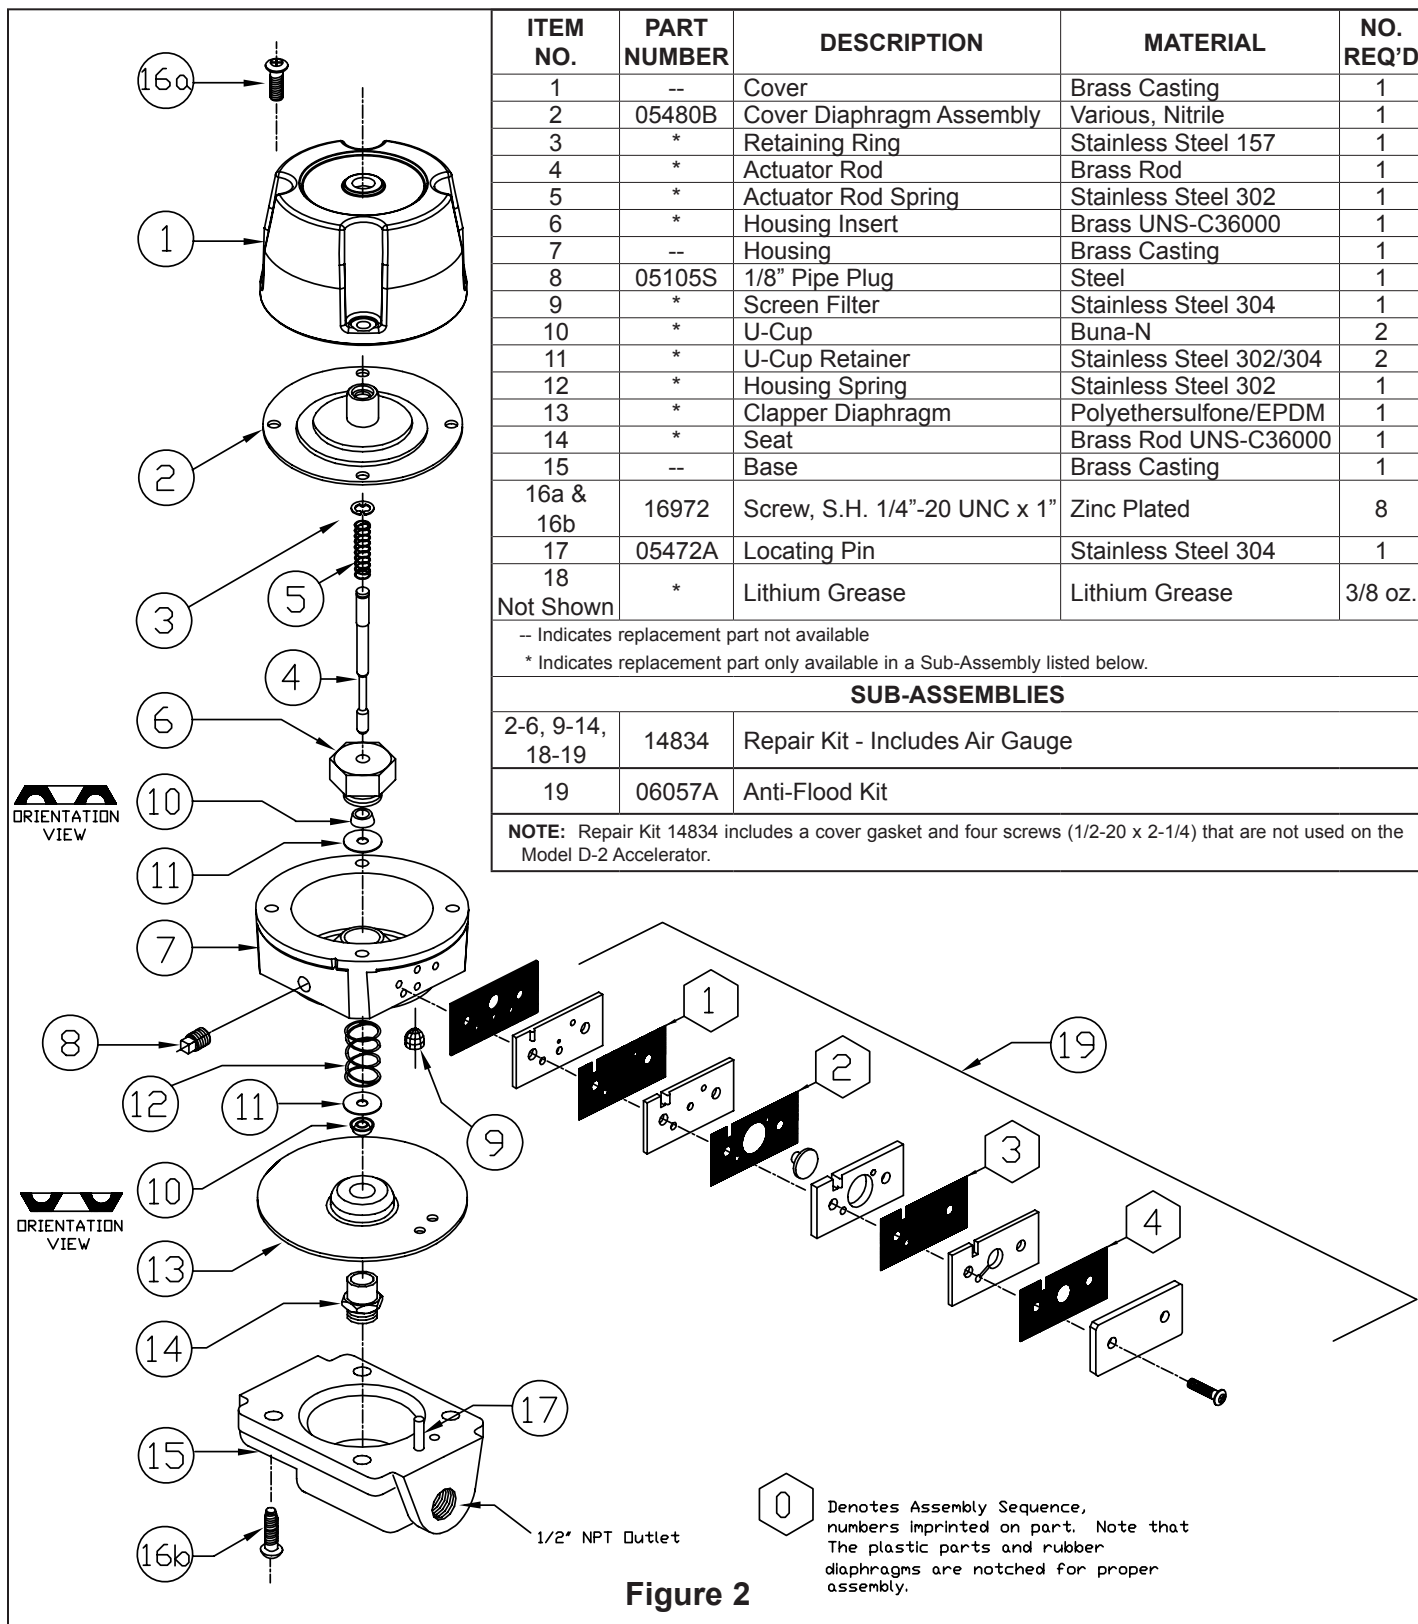 ITEM NO. PART NUMBER DESCRIPTION MATERIAL NO. REQ’D
1 -- Cover Brass Casting 1
2 05480B Cover Diaphragm Assembly Various, Nitrile 1
3 * Retaining Ring Stainless Steel 157 1
4 * Actuator Rod Brass Rod 1
5 * Actuator Rod Spring Stainless Steel 302 1
6 * Housing Insert Brass UNS-C36000 1
7 -- Housing Brass Casting 1
8 05105S 1/8” Pipe Plug Steel 1
9 * Screen Filter Stainless Steel 304 1
10 * U-Cup Buna-N 2
11 * U-Cup Retainer Stainless Steel 302/304 2
12 * Housing Spring Stainless Steel 302 1
13 * Clapper Diaphragm Polyethersulfone/EPDM 1
14 * Seat Brass Rod UNS-C36000 1
15 -- Base Brass Casting 1
16a & 16b 16972 Screw, S.H. 1/4”-20 UNC x 1” Zinc Plated 8
17 05472A Locating Pin Stainless Steel 304 1
18 Not Shown * Lithium Grease Lithium Grease 3/8 oz.
-- Indicates replacement part not available
* Indicates replacement part only available in a Sub-Assembly listed below.
SUB-ASSEMBLIES
2-6, 9-14, 18-19 14834 Repair Kit - Includes Air Gauge
19 06057A Anti-Flood Kit
NOTE: Repair Kit 14834 includes a cover gasket and four screws (1/2-20 x 2-1/4) that are not used on the
Model D-2 Accelerator.
16a
1
2
3
5
4
6
10
ORIENTATION
VIEW
11
7
8
12
11
9
10
ORIENTATION
VIEW
13
14
15
17
16b
1/2" NPT Outlet
19
1
2
3
4
0
Denotes Assembly Sequence,
numbers imprinted on part. Note that
The plastic parts and rubber
diaphragms are notched for proper
assembly.
Figure 2